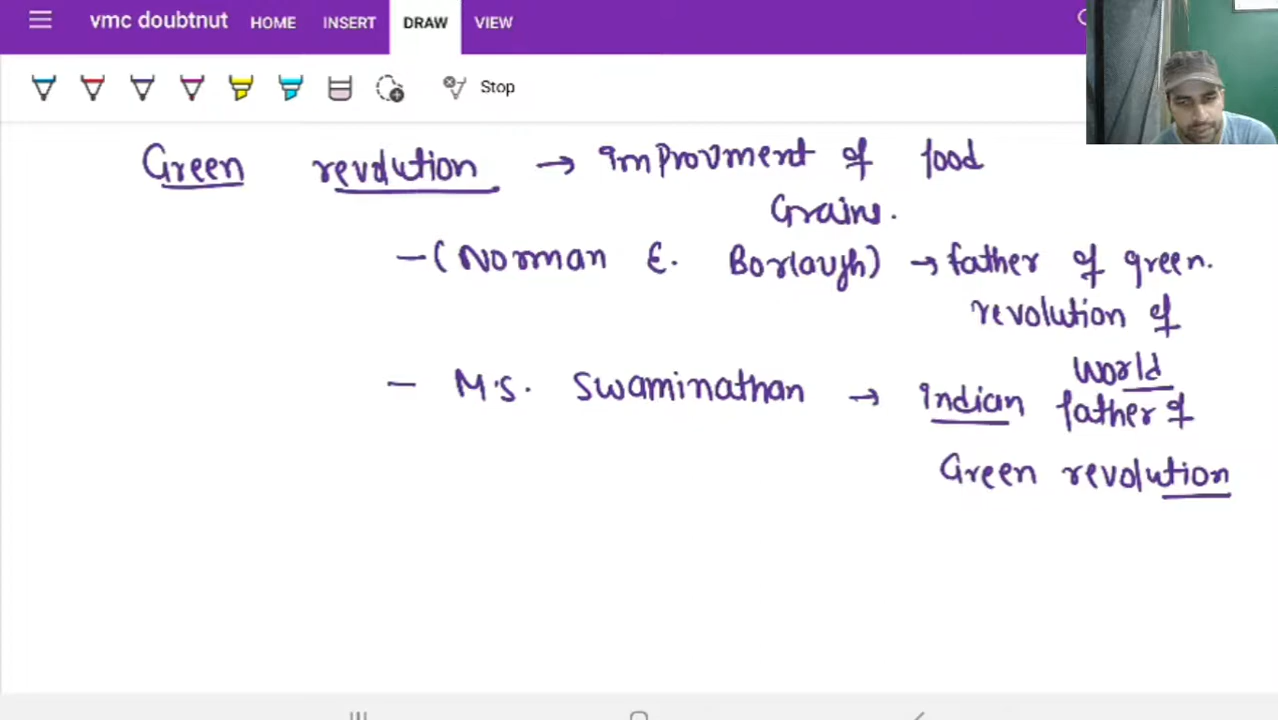 vmc doubtnut HOME INSERT DRAW VIEW
Stop
Green revolution → improvment of food
Grains.
– (Norman E. Borlaugh) → father of green.
revolution of
world
– M.S. Swaminathan → Indian father of
Green revolution